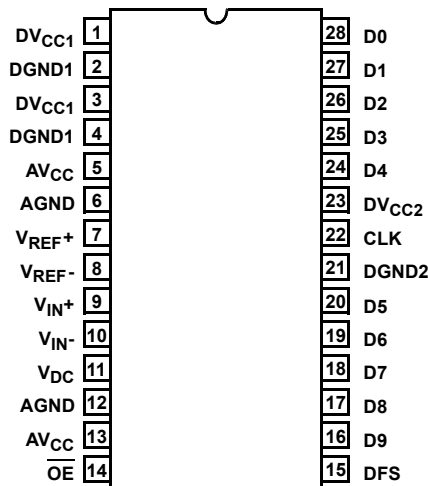 DVCC1 1 28 D0
DGND1 2 27 D1
DVCC1 3 26 D2
DGND1 4 25 D3
AVCC 5 24 D4
AGND 6 23 DVCC2
VREF+ 7 22 CLK
VREF- 8 21 DGND2
VIN+ 9 20 D5
VIN- 10 19 D6
VDC 11 18 D7
AGND 12 17 D8
AVCC 13 16 D9
OE 14 15 DFS